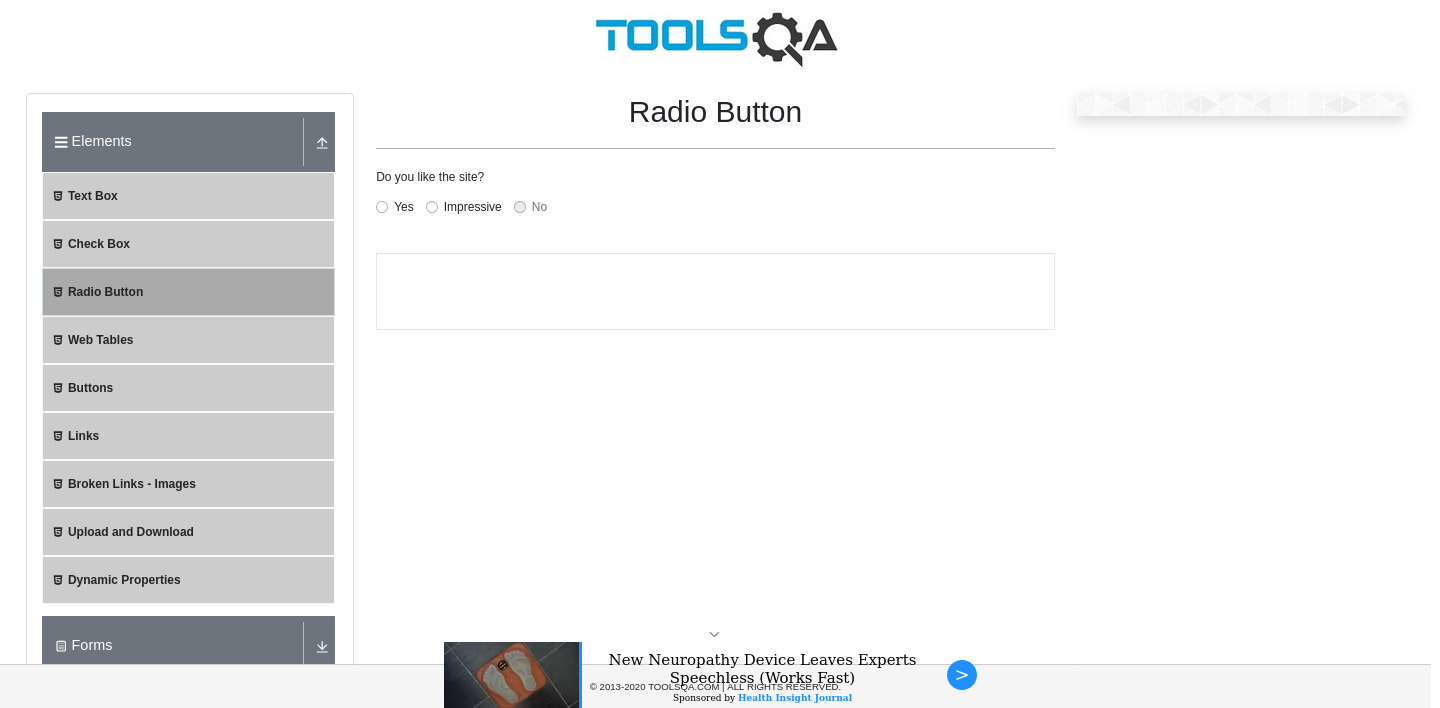 TOOLSQA
Elements
Text Box
Check Box
Radio Button
Web Tables
Buttons
Links
Broken Links - Images
Upload and Download
Dynamic Properties
Forms
Radio Button
Do you like the site?
Yes Impressive No
New Neuropathy Device Leaves Experts
Speechless (Works Fast)
Sponsored by Health Insight Journal
>
© 2013-2020 TOOLSQA.COM | ALL RIGHTS RESERVED.